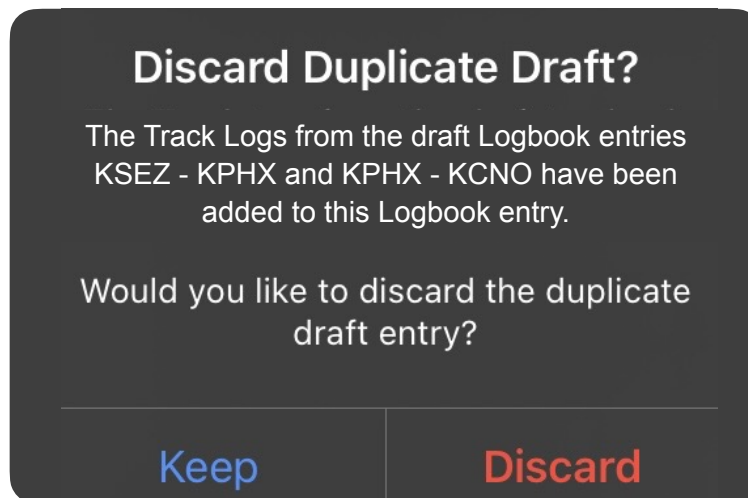 Discard Duplicate Draft?
The Track Logs from the draft Logbook entries
KSEZ - KPHX and KPHX - KCNO have been
added to this Logbook entry.
Would you like to discard the duplicate
draft entry?
Keep
Discard